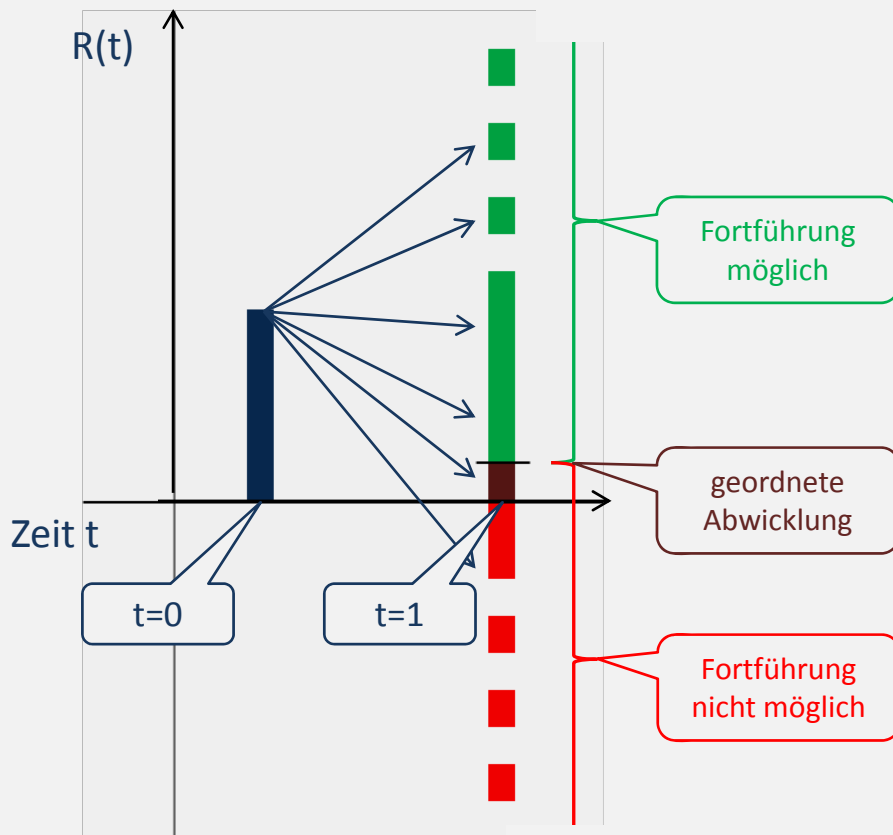 R(t)
Fortführung
möglich
geordnete
Abwicklung
Zeit t
t=0
t=1
Fortführung
nicht möglich